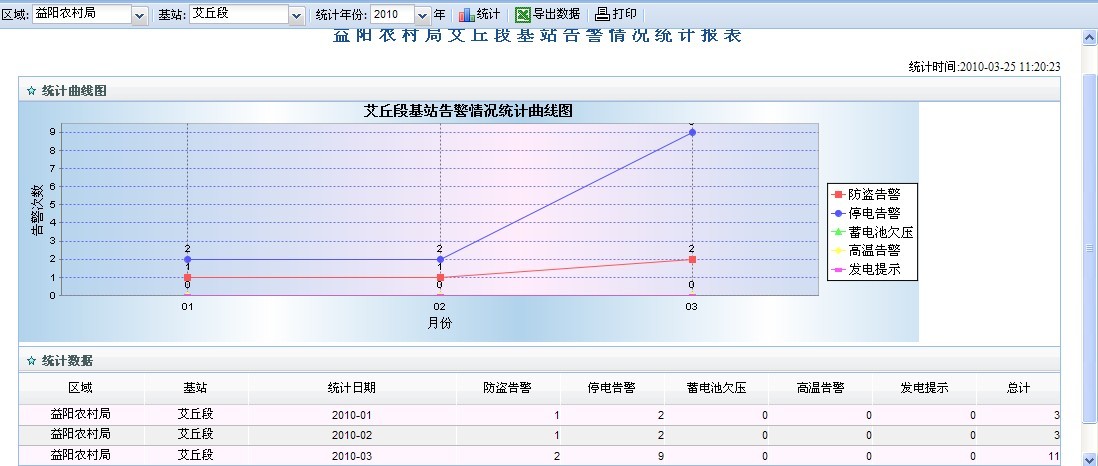 区域: 益阳农村局 基站: 艾丘段 统计年份: 2010 年 统计 导出数据 打印
益阳农村局艾丘段基站告警情况统计报表
统计时间:2010-03-25 11:20:23
☆ 统计曲线图
艾丘段基站告警情况统计曲线图
告警次数
9
8
7
6
5
4
3
2
1
0
2 2
1 1 2
0 0 0
01 02 03
月份
防盗告警
停电告警
蓄电池欠压
高温告警
发电提示
☆ 统计数据
区域 基站 统计日期 防盗告警 停电告警 蓄电池欠压 高温告警 发电提示 总计
益阳农村局 艾丘段 2010-01 1 2 0 0 0 3
益阳农村局 艾丘段 2010-02 1 2 0 0 0 3
益阳农村局 艾丘段 2010-03 2 9 0 0 0 11